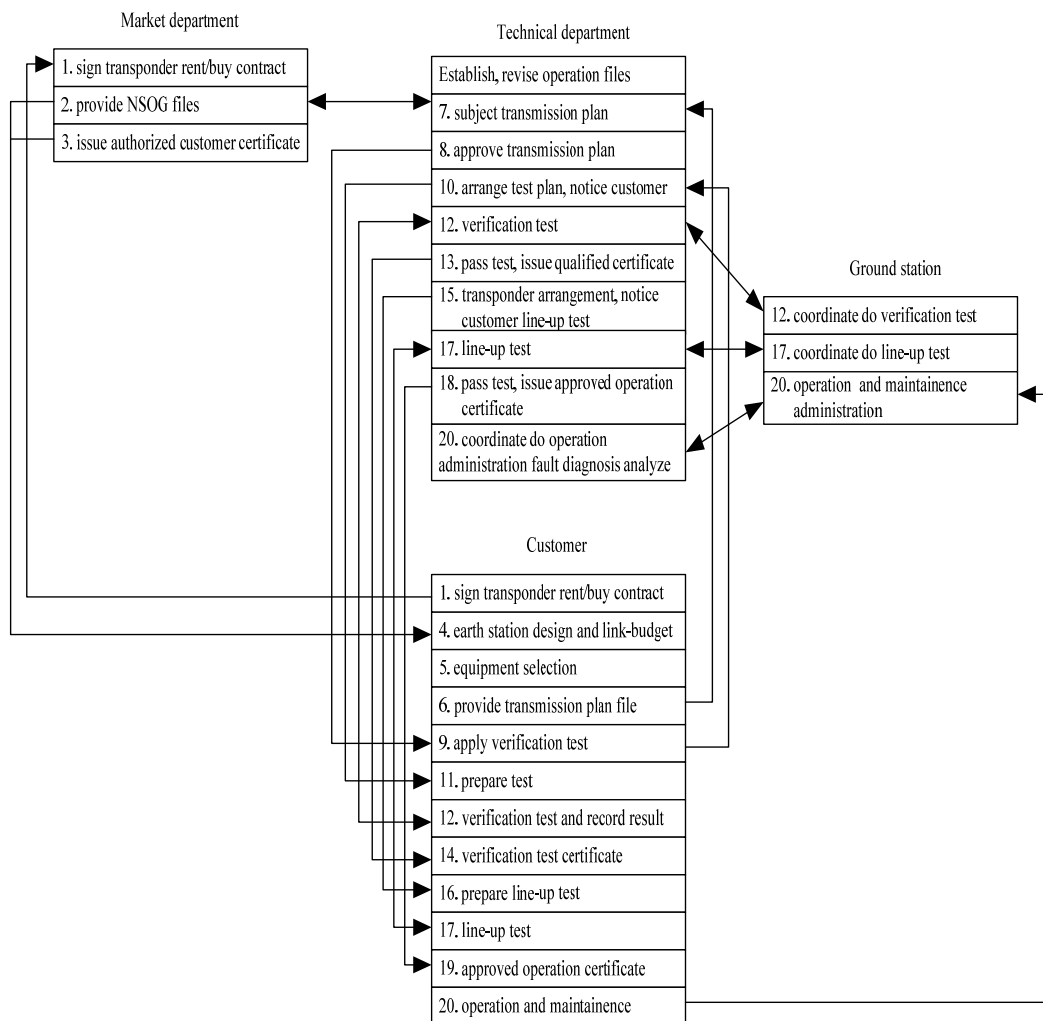 Market department
1. sign transponder rent/buy contract
2. provide NSOG files
3. issue authorized customer certificate
Technical department
Establish, revise operation files
7. subject transmission plan
8. approve transmission plan
10. arrange test plan, notice customer
12. verification test
13. pass test, issue qualified certificate
15. transponder arrangement, notice
customer line-up test
17. line-up test
18. pass test, issue approved operation
certificate
20. coordinate do operation
administration fault diagnosis analyze
Ground station
12. coordinate do verification test
17. coordinate do line-up test
20. operation and maintainence
administration
Customer
1. sign transponder rent/buy contract
4. earth station design and link-budget
5. equipment selection
6. provide transmission plan file
9. apply verification test
11. prepare test
12. verification test and record result
14. verification test certificate
16. prepare line-up test
17. line-up test
19. approved operation certificate
20. operation and maintainence